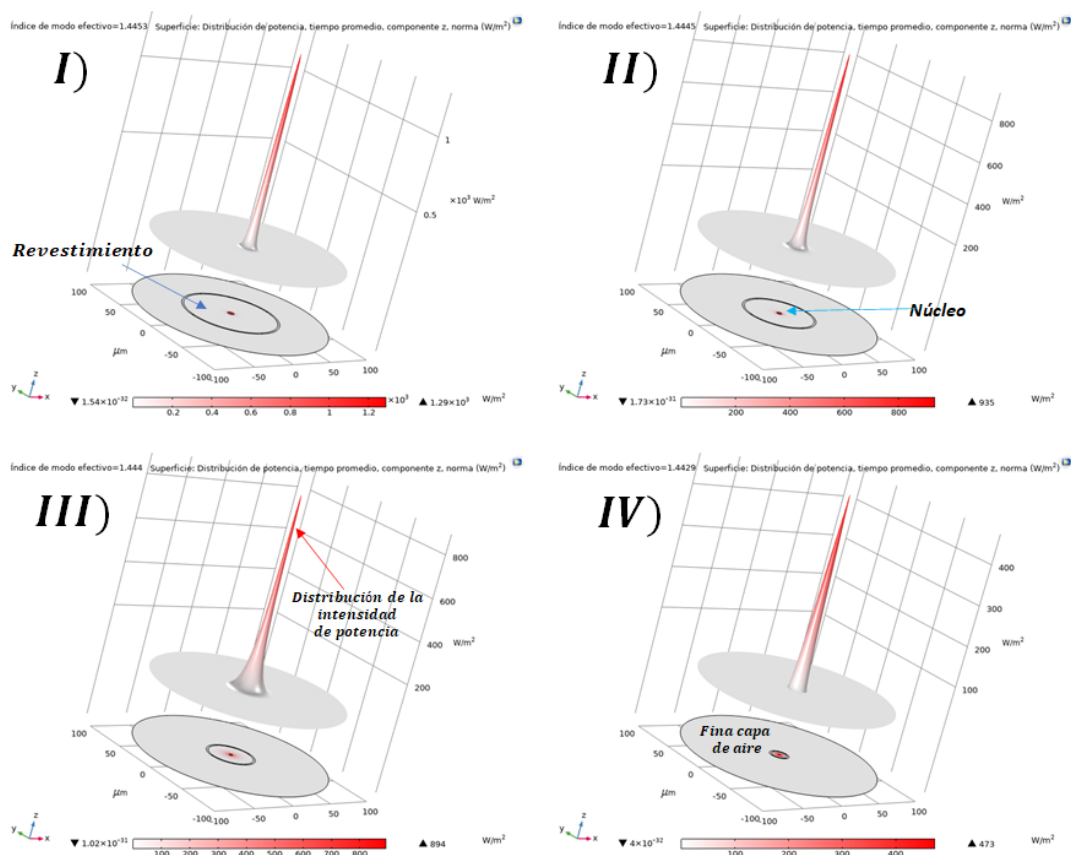 Índice de modo efectivo=1.4453 Superficie: Distribución de potencia, tiempo promedio, componente z, norma (W/m²)
I)
1
×10³ W/m²
0.5
Revestimiento
100
50
0
-50
-100
μm
-100
-50
0
50
100
y z x
▼ 1.54×10⁻³²
0.2 0.4 0.6 0.8 1 1.2
×10³
▲ 1.29×10³
W/m²
Índice de modo efectivo=1.4445 Superficie: Distribución de potencia, tiempo promedio, componente z, norma (W/m²)
II)
800
600
400
W/m²
200
Núcleo
100
50
0
-50
-100
μm
-100
-50
0
50
100
y z x
▼ 1.73×10⁻³¹
200 400 600 800
▲ 935
W/m²
Índice de modo efectivo=1.444 Superficie: Distribución de potencia, tiempo promedio, componente z, norma (W/m²)
III)
800
600
400
W/m²
200
Distribución de la
intensidad
de potencia
100
50
0
-50
-100
μm
-100
-50
0
50
100
y z x
▼ 1.02×10⁻³¹
100 200 300 400 500 600 700 800
▲ 894
W/m²
Índice de modo efectivo=1.4429 Superficie: Distribución de potencia, tiempo promedio, componente z, norma (W/m²)
IV)
400
300
200
W/m²
100
Fina capa
de aire
100
50
0
-50
-100
μm
-100
-50
0
50
100
y z x
▼ 4×10⁻³²
100 200 300 400
▲ 473
W/m²